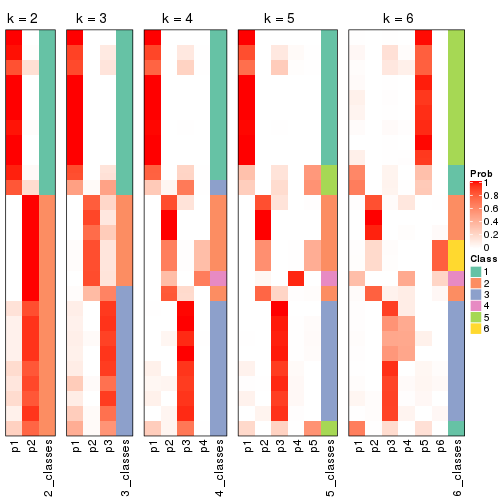 k = 2
k = 3
k = 4
k = 5
k = 6
Prob
1
0.8
0.6
0.4
0.2
0
Class
1
2
3
4
5
6
p1
p2
2_classes
p1
p2
p3
3_classes
p1
p2
p3
p4
4_classes
p1
p2
p3
p4
p5
5_classes
p1
p2
p3
p4
p5
p6
6_classes